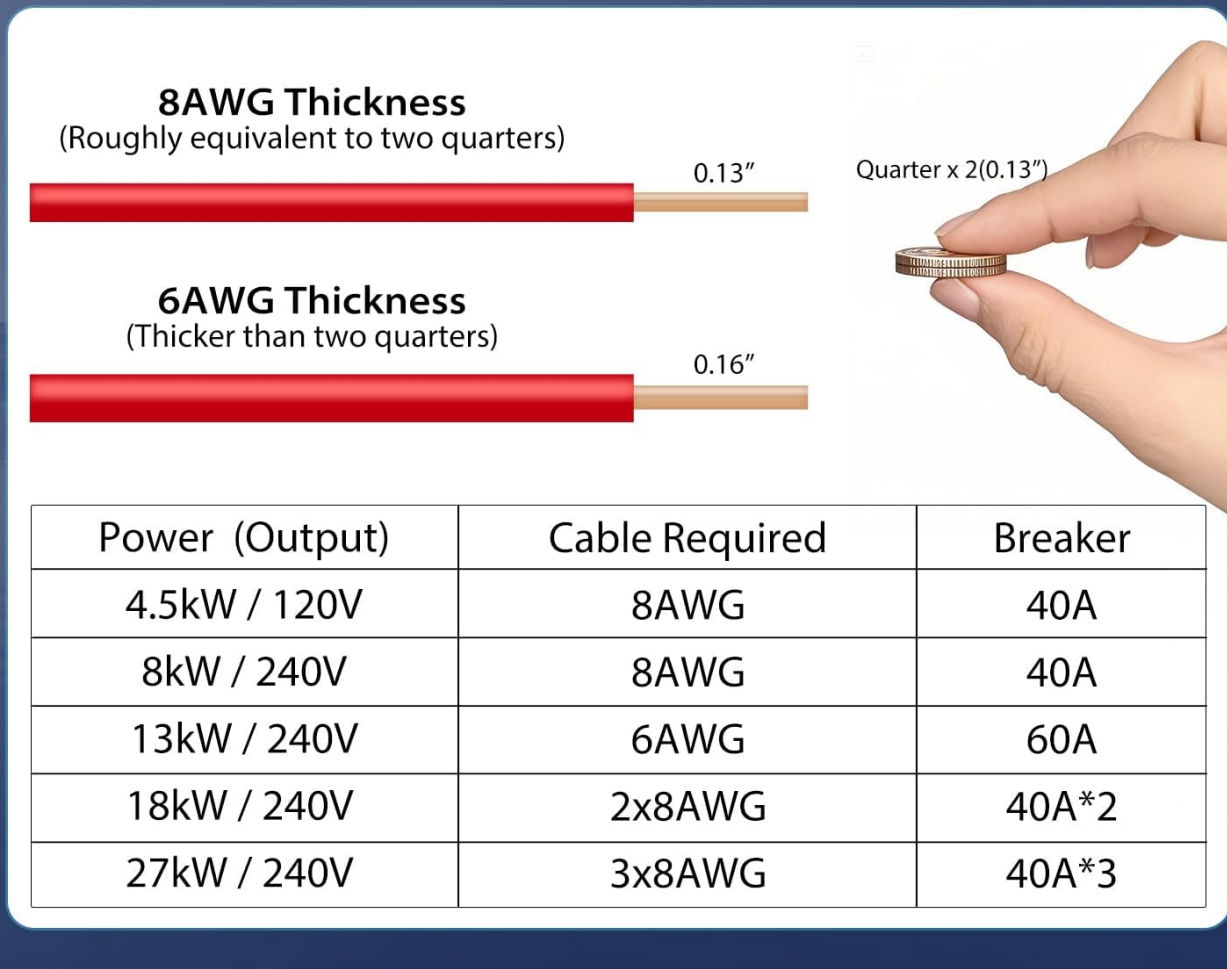 8AWG Thickness
(Roughly equivalent to two quarters)
0.13”
Quarter x 2(0.13”)
6AWG Thickness
(Thicker than two quarters)
0.16”
Power (Output) Cable Required Breaker
4.5kW / 120V 8AWG 40A
8kW / 240V 8AWG 40A
13kW / 240V 6AWG 60A
18kW / 240V 2x8AWG 40A*2
27kW / 240V 3x8AWG 40A*3